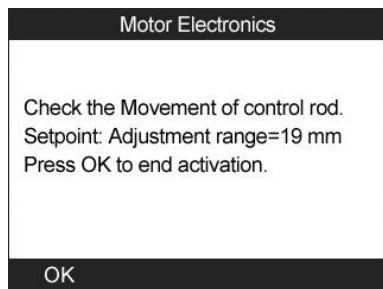 Motor Electronics
Check the Movement of control rod.
Setpoint: Adjustment range=19 mm
Press OK to end activation.
OK